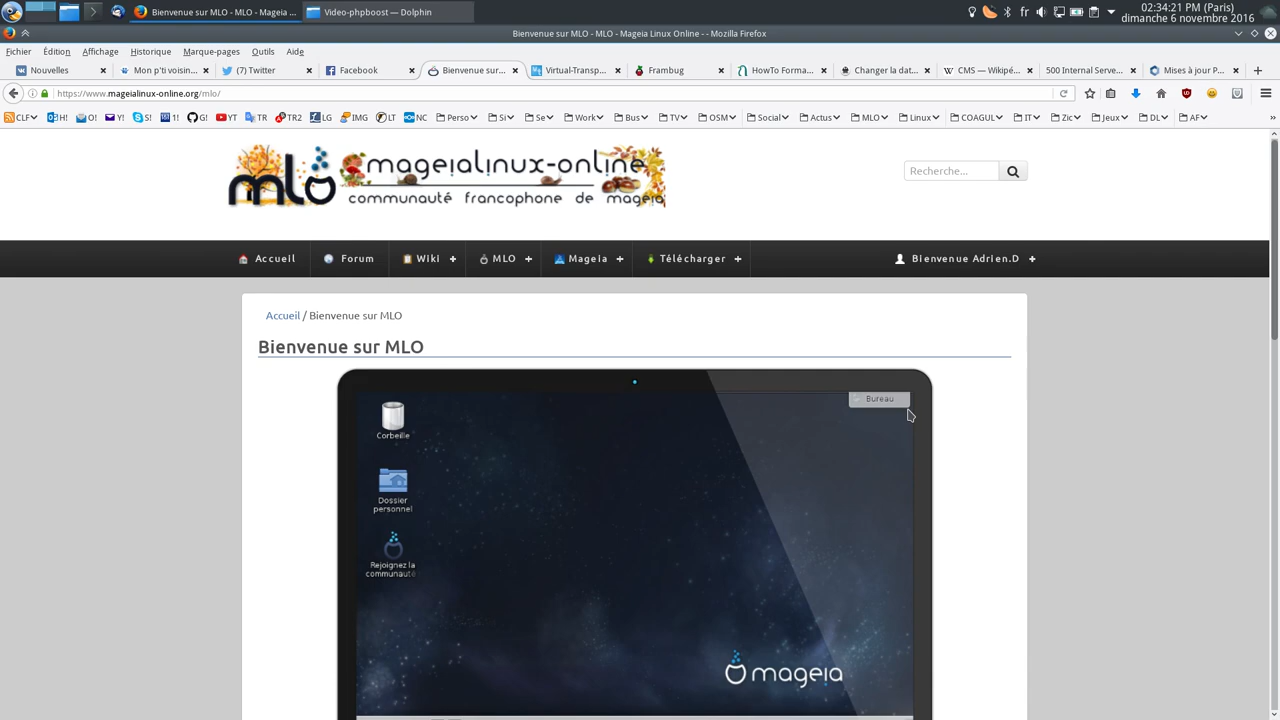 Bienvenue sur MLO - MLO - Mageia ...
Video-phpboost — Dolphin
fr
02:34:21 PM (Paris)
dimanche 6 novembre 2016
Bienvenue sur MLO - MLO - Mageia Linux Online - - Mozilla Firefox
Fichier Édition Affichage Historique Marque-pages Outils Aide
Nouvelles
Mon p'ti voisin...
(7) Twitter
Facebook
Bienvenue sur...
Virtual-Transp...
Frambug
HowTo Forma...
Changer la dat...
CMS — Wikipé...
500 Internal Serve...
Mises à jour P...
https://www.mageialinux-online.org/mlo/
CLF H! O! Y! S! 1! G! YT TR TR2 LG IMG LT NC Perso Si Se Work Bus TV OSM Social Actus MLO Linux COAGUL IT Zic Jeux DL AF »
mlo
mageialinux-online
communauté francophone de mageia
Recherche...
Accueil Forum Wiki + MLO + Mageia + Télécharger + Bienvenue Adrien.D +
Accueil / Bienvenue sur MLO
Bienvenue sur MLO
Bureau
Corbeille
Dossier
personnel
Rejoignez la
communauté
mageia